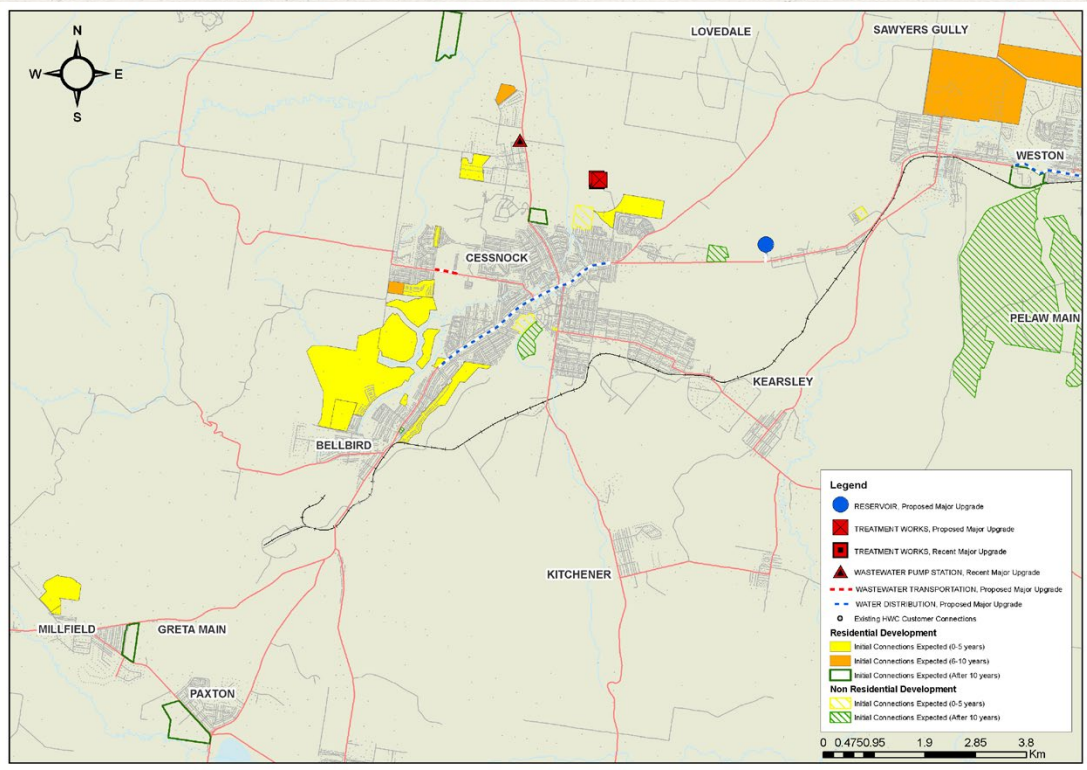 N
W E
S
LOVEDALE
SAWYERS GULLY
WESTON
CESSNOCK
PELAW MAIN
KEARSLEY
BELLBIRD
KITCHENER
MILLFIELD
GRETA MAIN
PAXTON
Legend
RESERVOIR, Proposed Major Upgrade
TREATMENT WORKS, Proposed Major Upgrade
TREATMENT WORKS, Recent Major Upgrade
WASTEWATER PUMP STATION, Recent Major Upgrade
WASTEWATER TRANSPORTATION, Proposed Major Upgrade
WATER DISTRIBUTION, Proposed Major Upgrade
Existing HWC Customer Connections
Residential Development
Initial Connections Expected (0-5 years)
Initial Connections Expected (6-10 years)
Initial Connections Expected (After 10 years)
Non Residential Development
Initial Connections Expected (0-5 years)
Initial Connections Expected (After 10 years)
0 0.4750.95 1.9 2.85 3.8
Km